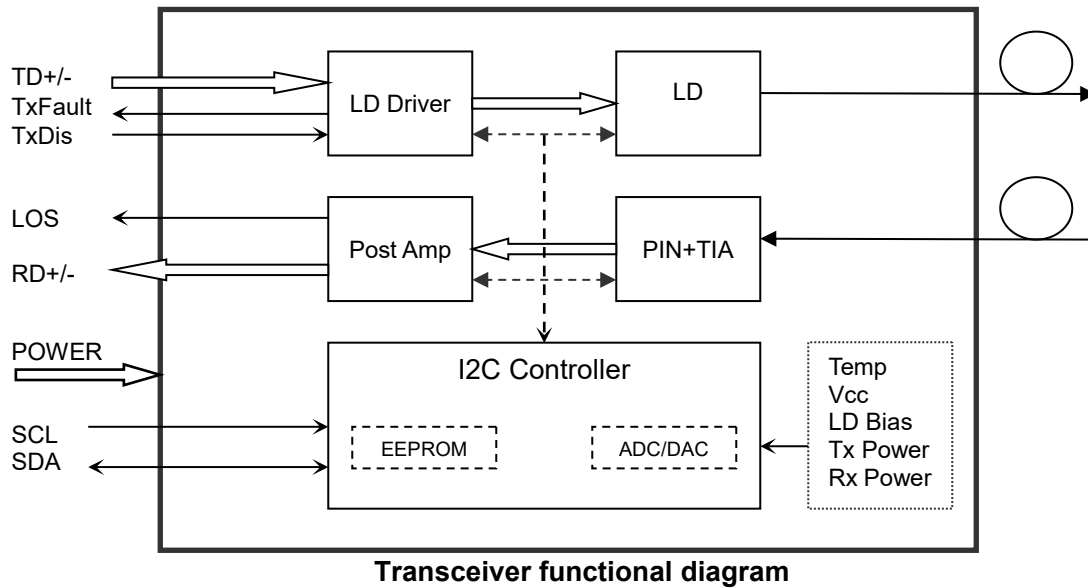 TD+/-
TxFault
TxDis
LD Driver
LD
LOS
RD+/-
Post Amp
PIN+TIA
POWER
SCL
SDA
I2C Controller
EEPROM
ADC/DAC
Temp
Vcc
LD Bias
Tx Power
Rx Power
Transceiver functional diagram